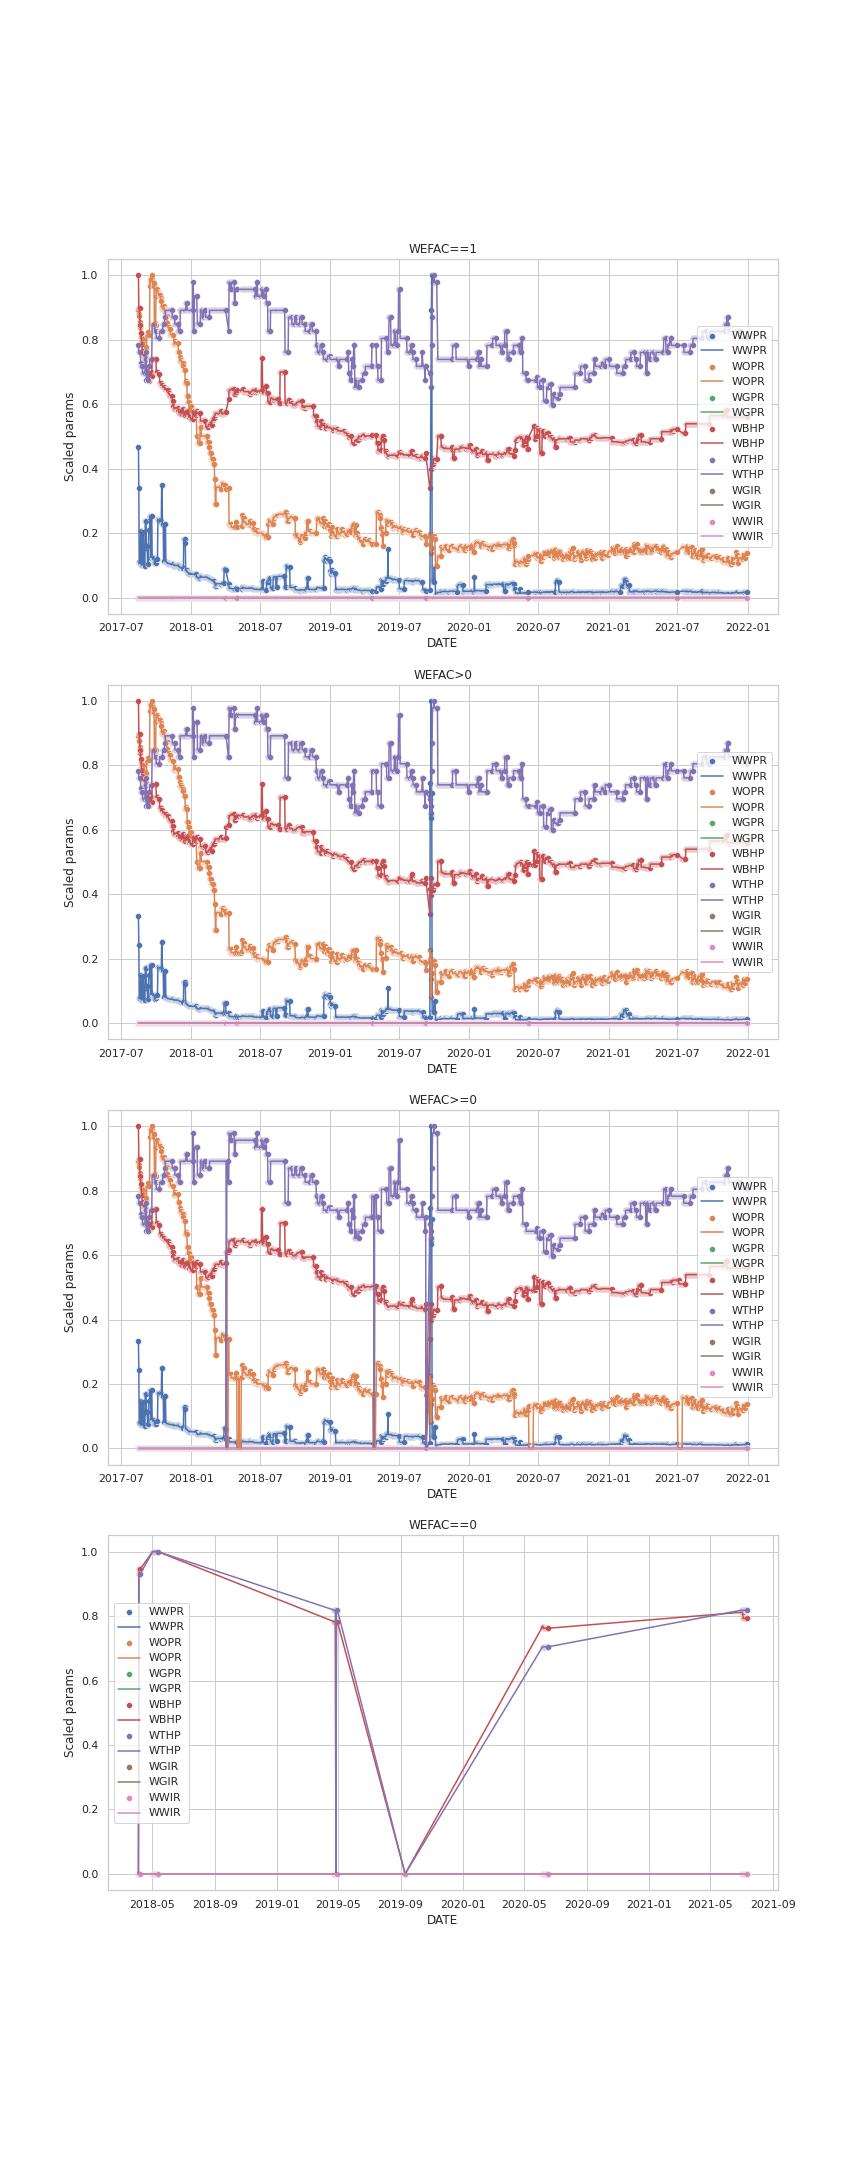 WEFAC==1
Scaled params
1.0
0.8
0.6
0.4
0.2
0.0
WWPR
WWPR
WOPR
WOPR
WGPR
WGPR
WBHP
WBHP
WTHP
WTHP
WGIR
WGIR
WWIR
WWIR
2017-07 2018-01 2018-07 2019-01 2019-07 2020-01 2020-07 2021-01 2021-07 2022-01
DATE
WEFAC>0
Scaled params
1.0
0.8
0.6
0.4
0.2
0.0
WWPR
WWPR
WOPR
WOPR
WGPR
WGPR
WBHP
WBHP
WTHP
WTHP
WGIR
WGIR
WWIR
WWIR
2017-07 2018-01 2018-07 2019-01 2019-07 2020-01 2020-07 2021-01 2021-07 2022-01
DATE
WEFAC>=0
Scaled params
1.0
0.8
0.6
0.4
0.2
0.0
WWPR
WWPR
WOPR
WOPR
WGPR
WGPR
WBHP
WBHP
WTHP
WTHP
WGIR
WGIR
WWIR
WWIR
2017-07 2018-01 2018-07 2019-01 2019-07 2020-01 2020-07 2021-01 2021-07 2022-01
DATE
WEFAC==0
Scaled params
1.0
0.8
0.6
0.4
0.2
0.0
WWPR
WWPR
WOPR
WOPR
WGPR
WGPR
WBHP
WBHP
WTHP
WTHP
WGIR
WGIR
WWIR
WWIR
2018-05 2018-09 2019-01 2019-05 2019-09 2020-01 2020-05 2020-09 2021-01 2021-05 2021-09
DATE